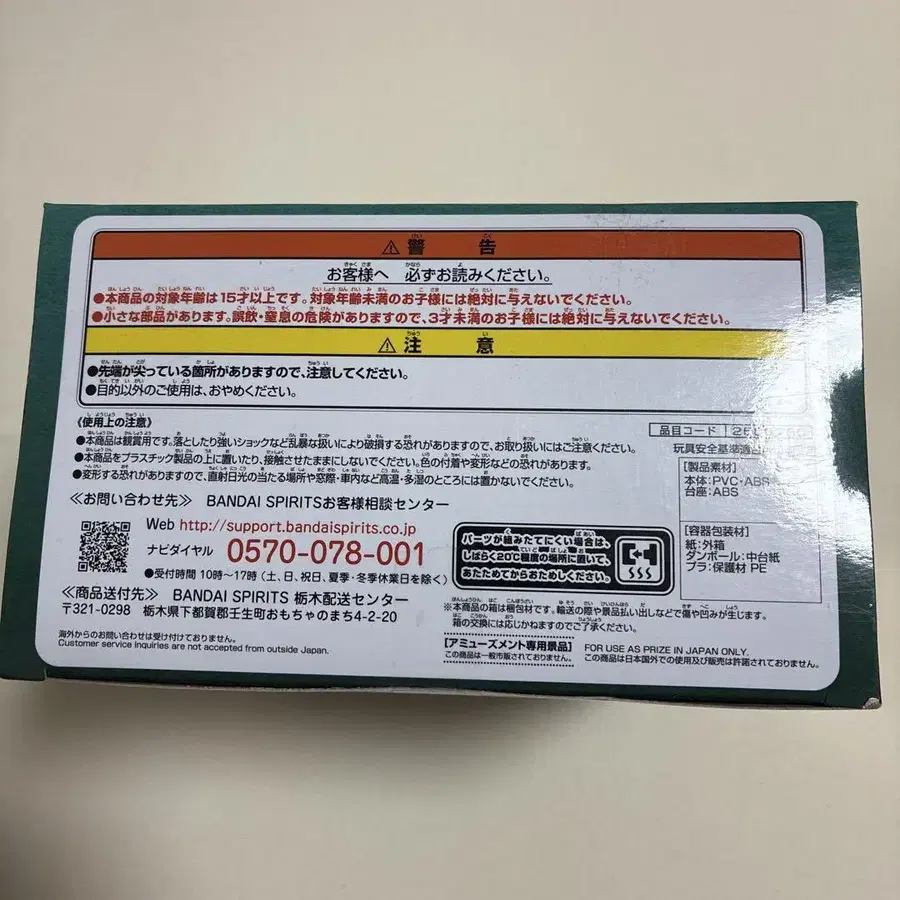 ⚠警告
お客様へ 必ずお読みください。
●本商品の対象年齢は15才以上です。対象年齢未満のお子様には絶対に与えないでください。
●小さな部品があります。誤飲・窒息の危険がありますので、3才未満のお子様には絶対に与えないでください。
⚠注意
●先端が尖っている箇所がありますので、注意してください。
●目的以外のご使用は、おやめください。
《使用上の注意》
●本商品は観賞用です。落としたり強いショックなど乱暴な扱いにより破損する恐れがありますので、お取り扱いにはご注意ください。
●本商品をプラスチック製品の上に置いたり、接触させたままにしないでください。色の付着や変形などの恐れがあります。
●変形する恐れがありますので、直射日光の当たる場所や窓際・車内など高温・多湿のところには置かないでください。
≪お問い合わせ先≫ BANDAI SPIRITSお客様相談センター
Web http://support.bandaispirits.co.jp
ナビダイヤル 0570-078-001
●受付時間 10時~17時(土、日、祝日、夏季・冬季休業日を除く)
≪商品送付先≫ BANDAI SPIRITS 栃木配送センター
〒321-0298 栃木県下都賀郡壬生町おもちゃのまち4-2-20
海外からのお問い合わせは受け付けておりません。
Customer service inquiries are not accepted from outside Japan.
品目コード
玩具安全基準適合
[製品素材]
本体:PVC・ABS
台座:ABS
[容器包装材]
紙:外箱
ダンボール:中台紙
プラ:保護材 PE
パーツが組みたてにくい場合は、
しばらく20℃程度の場所に置いて、
あたためてからおためしください。
※本商品の箱は梱包材です。輸送の際や景品払い出しなどで傷や凹みが生じます。
箱の交換には応じかねますのでご了承ください。
[アミューズメント専用景品]
この商品は一般市販されておりません。
FOR USE AS PRIZE IN JAPAN ONLY.
この商品は日本国外での使用及び販売は許諾されておりません。